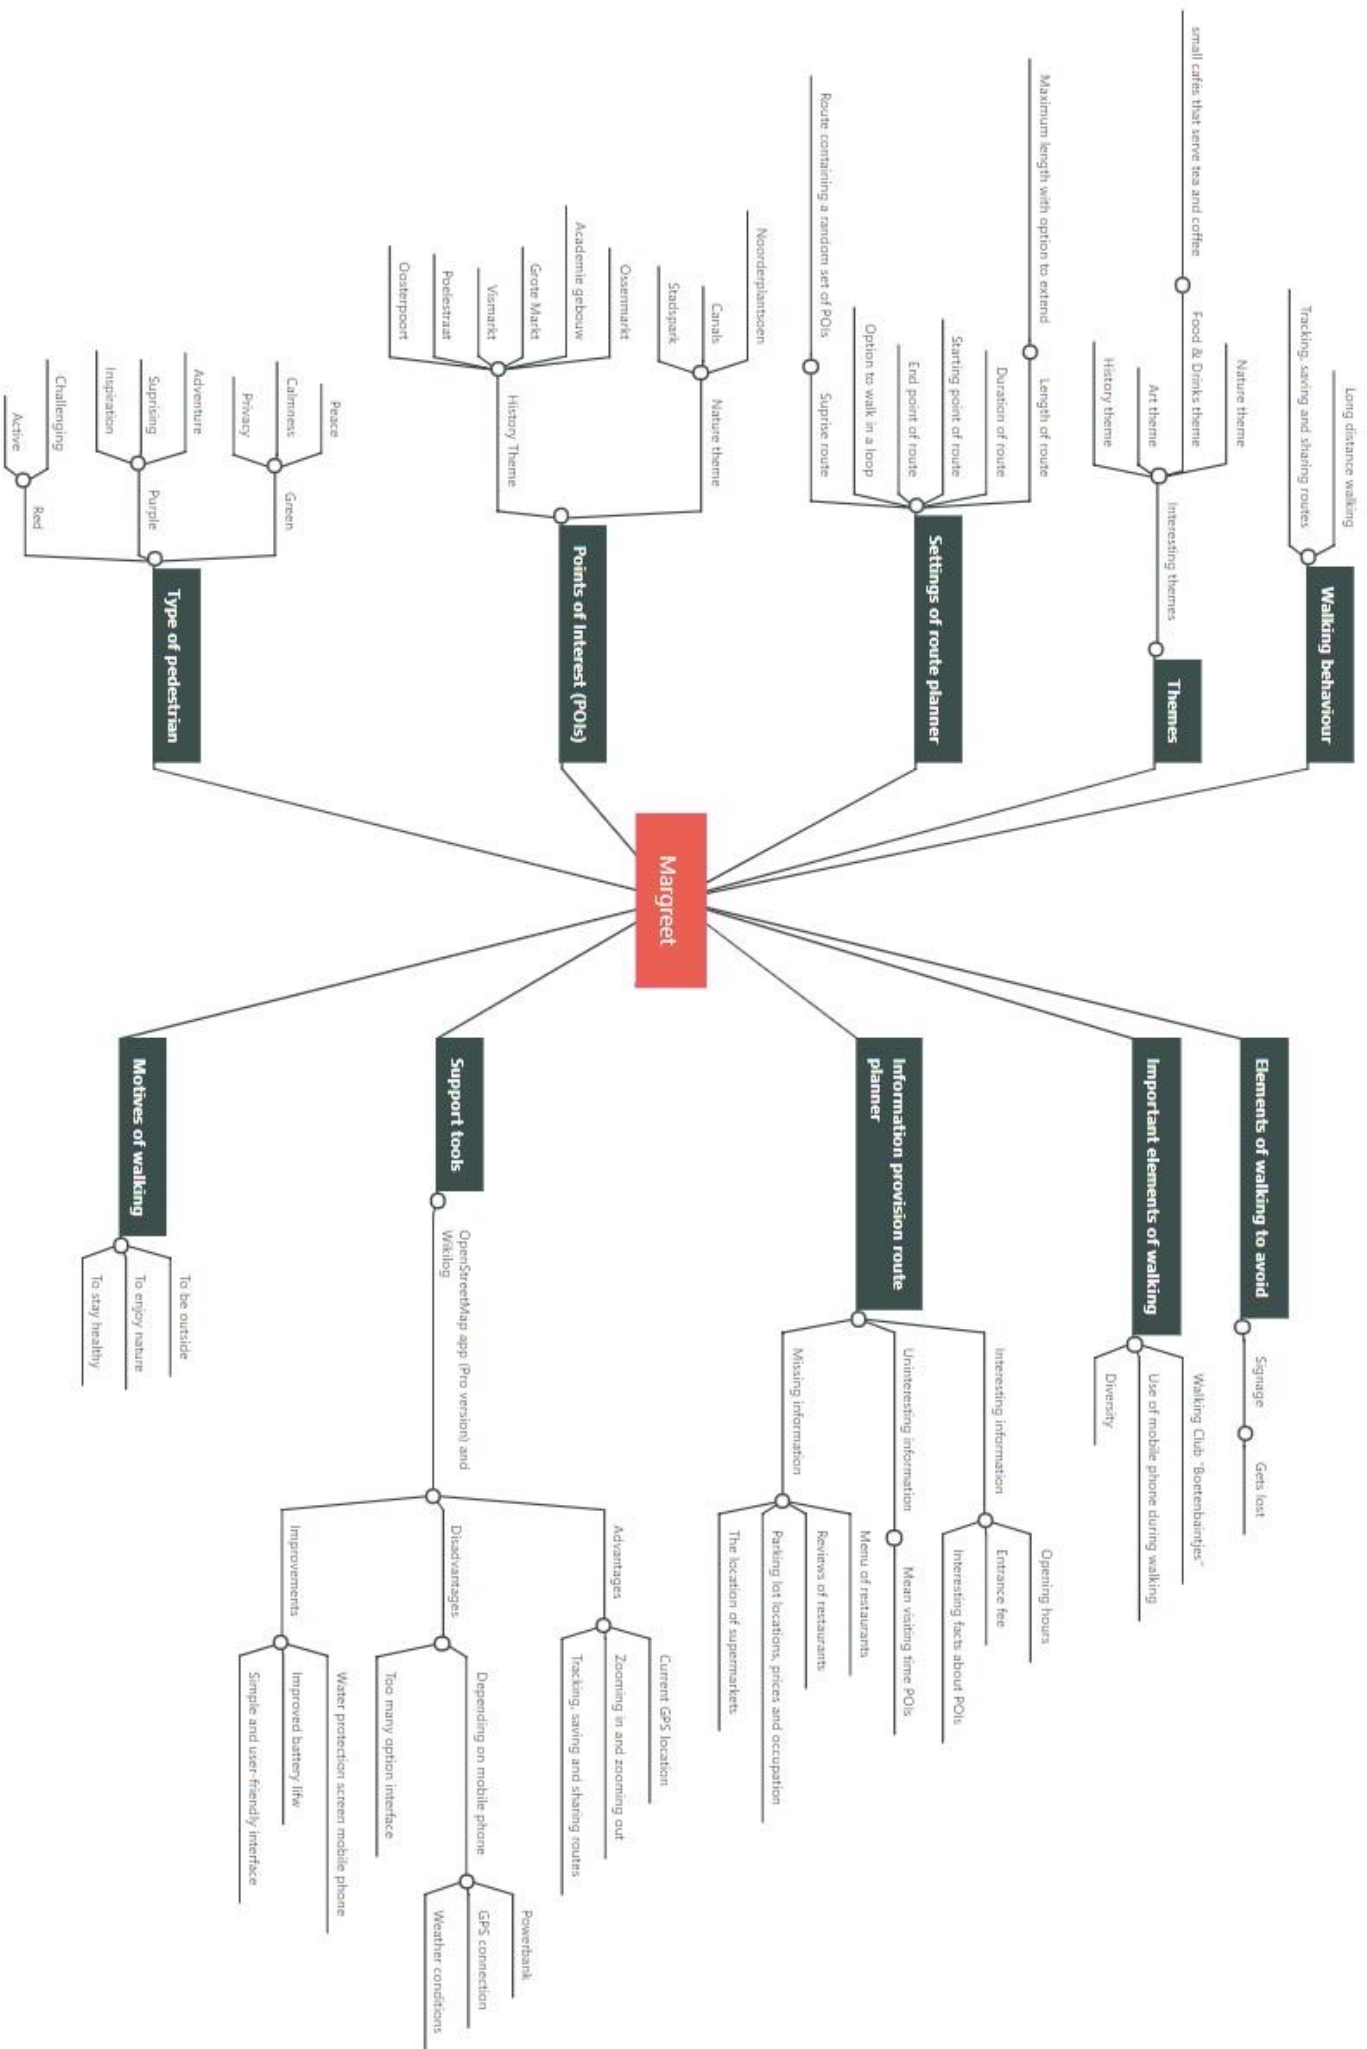 Long distance walking
Tracking, saving and sharing routes
Walking behaviour
Nature theme
small cafés that serve tea and coffee
Food & Drinks theme
Art theme
History theme
Interesting themes
Themes
Maximum length with option to extend
Length of route
Duration of route
Starting point of route
End point of route
Option to walk in a loop
Route containing a random set of POIs
Suprise route
Settings of route planner
Noorderplantsoen
Canals
Stadspark
Nature theme
Ossenmarkt
Academie gebouw
Grote Markt
Vismarkt
Poelestraat
Oosterpoort
History Theme
Points of Interest (POIs)
Peace
Calmness
Privacy
Green
Adventure
Suprising
Inspiration
Purple
Challenging
Active
Red
Type of pedestrian
Margreet
Elements of walking to avoid
Signage
Gets lost
Important elements of walking
Walking Club "Boetenbaintjes"
Use of mobile phone during walking
Diversity
Information provision route
planner
Interesting information
Opening hours
Entrance fee
Interesting facts about POIs
Uninteresting information
Mean visiting time POIs
Missing information
Menu of restaurants
Reviews of restaurants
Parking lot locations, prices and occupation
The location of supermarkets
Support tools
OpenStreetMap app (Pro version) and
Wikilog
Advantages
Current GPS location
Zooming in and zooming out
Tracking, saving and sharing routes
Disadvantages
Depending on mobile phone
Powerbank
GPS connection
Weather conditions
Too many option interface
Improvements
Water protection screen mobile phone
Improved battery lifw
Simple and user-friendly interface
Motives of walking
To be outside
To enjoy nature
To stay healthy